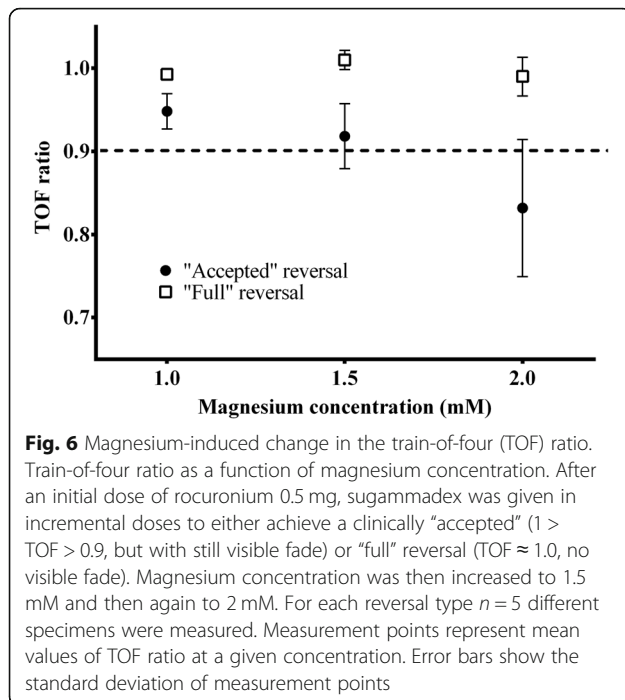 1.0
0.9
0.8
0.7
TOF ratio
"Accepted" reversal
"Full" reversal
1.0 1.5 2.0
Magnesium concentration (mM)
Fig. 6 Magnesium-induced change in the train-of-four (TOF) ratio.
Train-of-four ratio as a function of magnesium concentration. After
an initial dose of rocuronium 0.5 mg, sugammadex was given in
incremental doses to either achieve a clinically “accepted” (1 >
TOF > 0.9, but with still visible fade) or “full” reversal (TOF ≈ 1.0, no
visible fade). Magnesium concentration was then increased to 1.5
mM and then again to 2 mM. For each reversal type n = 5 different
specimens were measured. Measurement points represent mean
values of TOF ratio at a given concentration. Error bars show the
standard deviation of measurement points